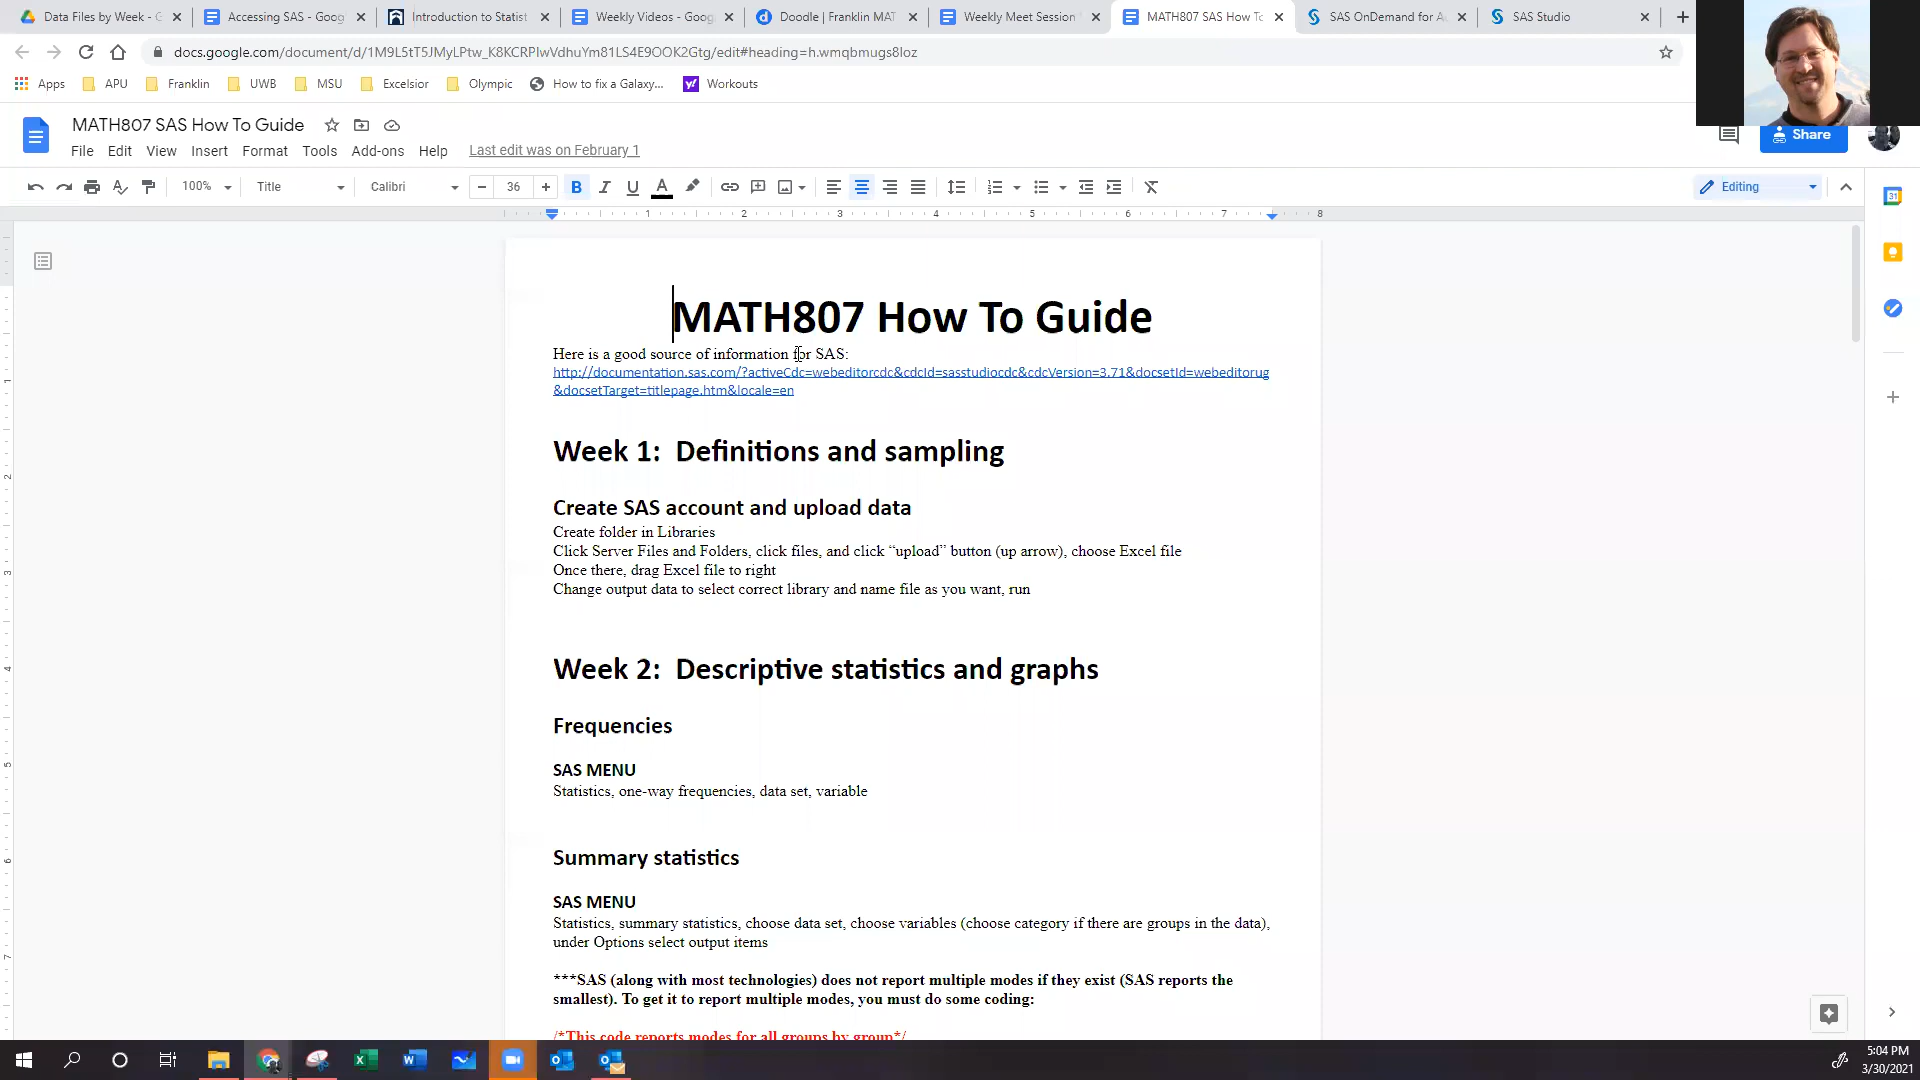 Data Files by Week - G
Accessing SAS - Goog
Introduction to Statist
Weekly Videos - Goog
Doodle | Franklin MAT
Weekly Meet Session
MATH807 SAS How To
SAS OnDemand for A
SAS Studio
docs.google.com/document/d/1M9L5tT5JMyLPtw_K8KCRPlwVdhuYm81LS4E9OOK2Gtg/edit#heading=h.wmqbmugs8loz
Apps
APU
Franklin
UWB
MSU
Excelsior
Olympic
How to fix a Galaxy...
Workouts
MATH807 SAS How To Guide
Share
File Edit View Insert Format Tools Add-ons Help Last edit was on February 1
100% Title Calibri 36 Editing
1 2 3 4 5 6 7 8
MATH807 How To Guide
Here is a good source of information for SAS:
http://documentation.sas.com/?activeCdc=webeditorcdc&cdcId=sasstudiocdc&cdcVersion=3.71&docsetId=webeditorug
&docsetTarget=titlepage.htm&locale=en
Week 1:  Definitions and sampling
Create SAS account and upload data
Create folder in Libraries
Click Server Files and Folders, click files, and click “upload” button (up arrow), choose Excel file
Once there, drag Excel file to right
Change output data to select correct library and name file as you want, run
Week 2:  Descriptive statistics and graphs
Frequencies
SAS MENU
Statistics, one-way frequencies, data set, variable
Summary statistics
SAS MENU
Statistics, summary statistics, choose data set, choose variables (choose category if there are groups in the data),
under Options select output items
***SAS (along with most technologies) does not report multiple modes if they exist (SAS reports the
smallest). To get it to report multiple modes, you must do some coding:
/*This code reports modes for all groups by group*/
5:04 PM
3/30/2021